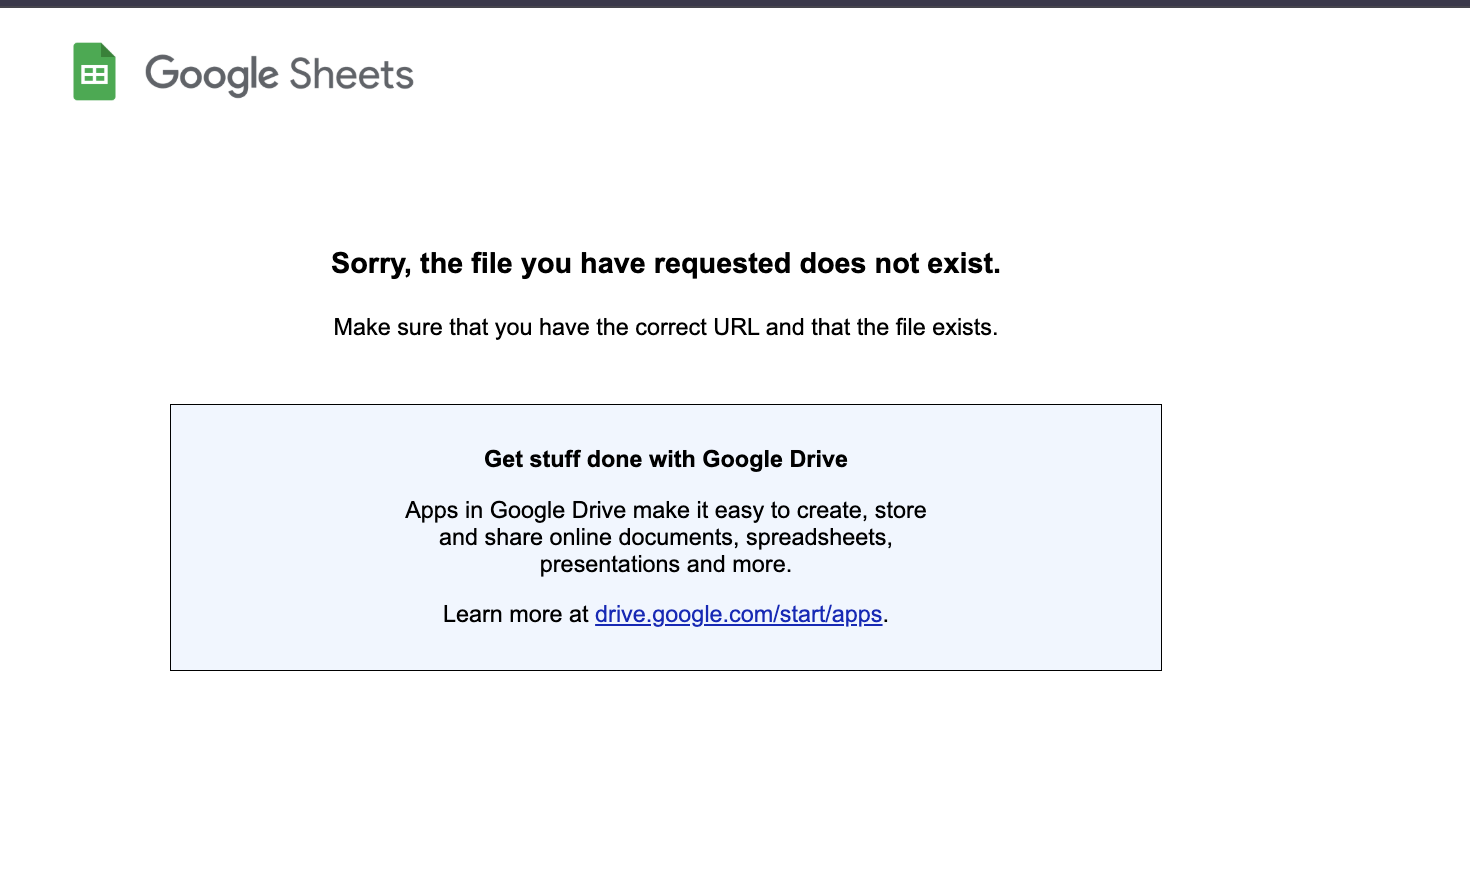 Google Sheets
Sorry, the file you have requested does not exist.
Make sure that you have the correct URL and that the file exists.
Get stuff done with Google Drive
Apps in Google Drive make it easy to create, store
and share online documents, spreadsheets,
presentations and more.
Learn more at drive.google.com/start/apps.